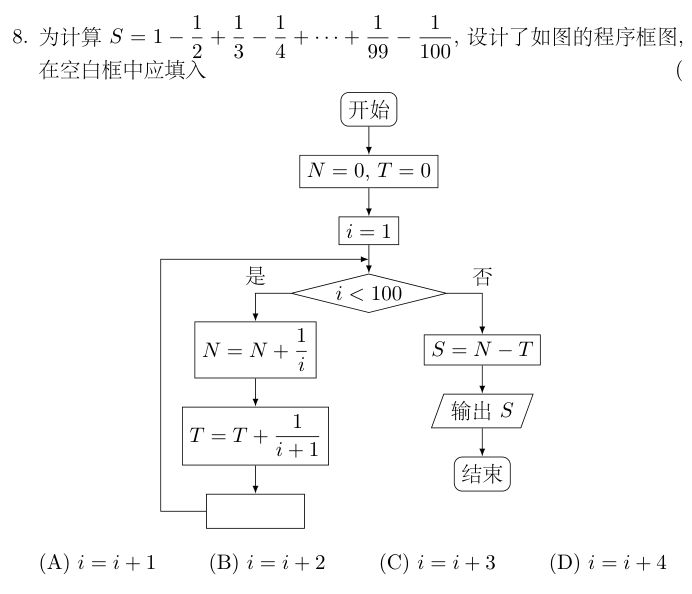 8. 为计算 S = 1 − 1/2 + 1/3 − 1/4 + ⋯ + 1/99 − 1/100, 设计了如图的程序框图,
在空白框中应填入 (
开始
N = 0, T = 0
i = 1
是
i < 100
否
N = N + 1/i
S = N − T
T = T + 1/(i+1)
输出 S
结束
(A) i = i + 1 (B) i = i + 2 (C) i = i + 3 (D) i = i + 4